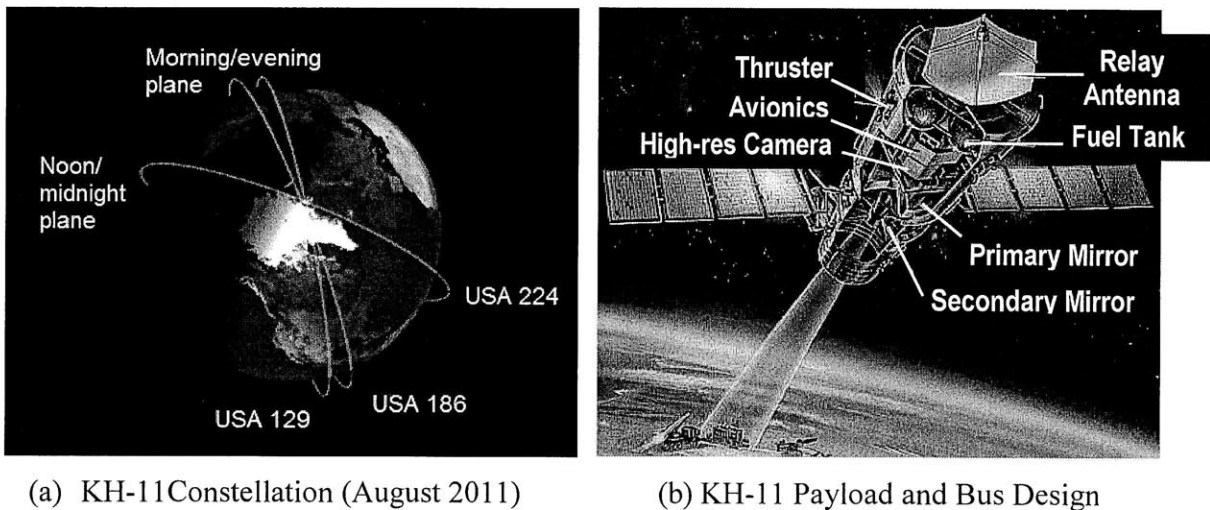 Morning/evening
plane
Noon/
midnight
plane
USA 224
USA 186
USA 129
Thruster
Avionics
High-res Camera
Relay
Antenna
Fuel Tank
Primary Mirror
Secondary Mirror
(a) KH-11Constellation (August 2011)
(b) KH-11 Payload and Bus Design